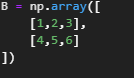 B = np.array([
    [1,2,3],
    [4,5,6]
])